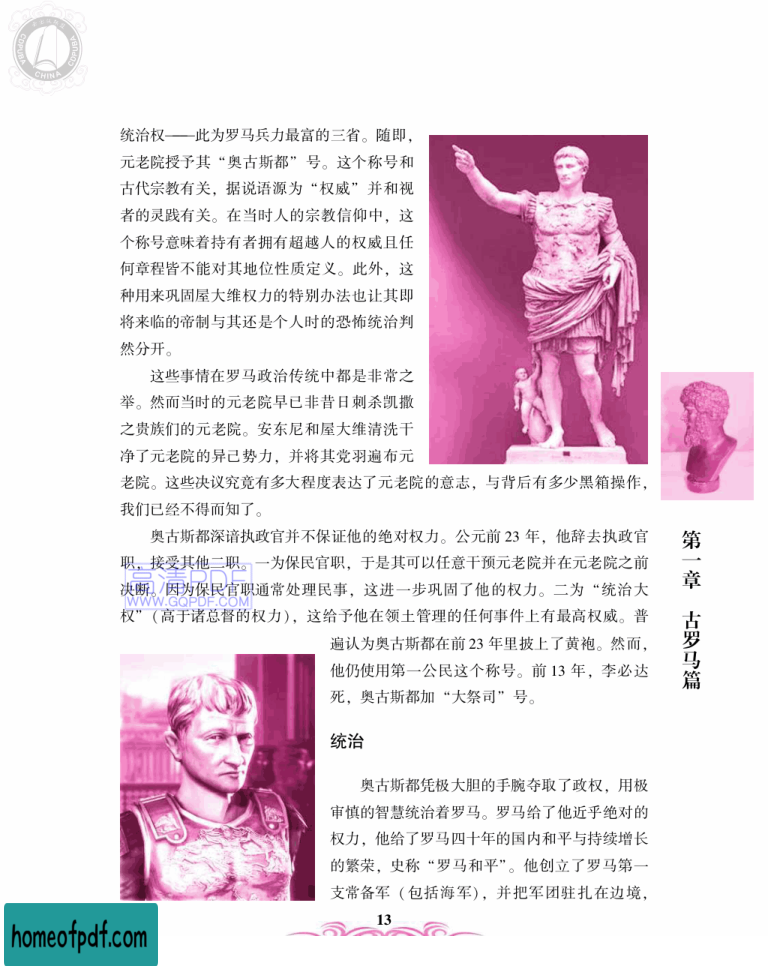 统治权——此为罗马兵力最富的三省。随即，
元老院授予其“奥古斯都”号。这个称号和
古代宗教有关，据说语源为“权威”并和视
者的灵践有关。在当时人的宗教信仰中，这
个称号意味着持有者拥有超越人的权威且任
何章程皆不能对其地位性质定义。此外，这
种用来巩固屋大维权力的特别办法也让其即
将来临的帝制与其还是个人时的恐怖统治判
然分开。
这些事情在罗马政治传统中都是非常之
举。然而当时的元老院早已非昔日刺杀凯撒
之贵族们的元老院。安东尼和屋大维清洗干
净了元老院的异己势力，并将其党羽遍布元
老院。这些决议究竟有多大程度表达了元老院的意志，与背后有多少黑箱操作，
我们已经不得而知了。
奥古斯都深谙执政官并不保证他的绝对权力。公元前 23 年，他辞去执政官
职，接受其他二职。一为保民官职，于是其可以任意干预元老院并在元老院之前
决断。因为保民官职通常处理民事，这进一步巩固了他的权力。二为“统治大
权”（高于诸总督的权力），这给予他在领土管理的任何事件上有最高权威。普
遍认为奥古斯都在前 23 年里披上了黄袍。然而，
他仍使用第一公民这个称号。前 13 年，李必达
死，奥古斯都加“大祭司”号。
统治
奥古斯都凭极大胆的手腕夺取了政权，用极
审慎的智慧统治着罗马。罗马给了他近乎绝对的
权力，他给了罗马四十年的国内和平与持续增长
的繁荣，史称“罗马和平”。他创立了罗马第一
支常备军（包括海军），并把军团驻扎在边境，
第一章 古罗马篇
13
高清PDF
WWW.GQPDF.COM
homeofpdf.com
COPUBA
CHINA
COPUBA